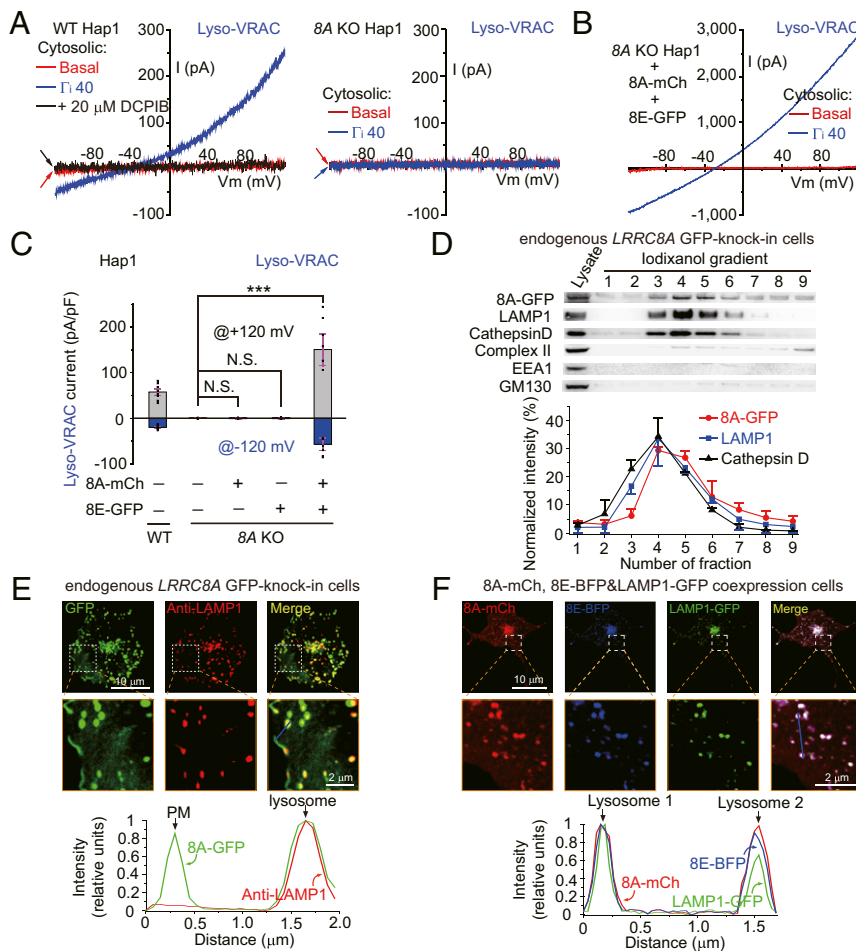 A
WT Hap1
Cytosolic:
Basal
Γi 40
+ 20 μM DCPIB
Lyso-VRAC
300
I (pA)
200
100
-80 -40 40 80
Vm (mV)
-100
8A KO Hap1
Lyso-VRAC
300
I (pA)
200
Cytosolic:
Basal
Γi 40
100
-80 -40 40 80
Vm (mV)
-100
B
Lyso-VRAC
3,000
8A KO Hap1
+
8A-mCh
+
8E-GFP
I (pA)
2,000
Cytosolic:
Basal
Γi 40
1,000
-80 -40 40 80
Vm (mV)
-1,000
C
Hap1
Lyso-VRAC
Lyso-VRAC current (pA/pF)
200
100
0
100
***
@+120 mV
N.S.
N.S.
@-120 mV
8A-mCh – – + – +
8E-GFP – – – + +
WT
8A KO
D
endogenous LRRC8A GFP-knock-in cells
Lysate
Iodixanol gradient
1 2 3 4 5 6 7 8 9
8A-GFP
LAMP1
CathepsinD
Complex II
EEA1
GM130
Normalized intensity (%)
40
30
20
10
0
8A-GFP
LAMP1
Cathepsin D
1 2 3 4 5 6 7 8 9
Number of fraction
E
endogenous LRRC8A GFP-knock-in cells
GFP
Anti-LAMP1
Merge
10 μm
2 μm
PM
lysosome
Intensity
(relative units)
1
0.8
0.6
0.4
0.2
0
8A-GFP
Anti-LAMP1
0 0.5 1.0 1.5 2.0
Distance (μm)
F
8A-mCh, 8E-BFP&LAMP1-GFP coexpression cells
8A-mCh
8E-BFP
LAMP1-GFP
Merge
10 μm
2 μm
Lysosome 1
Lysosome 2
Intensity
(relative units)
1
0.8
0.6
0.4
0.2
0
8E-BFP
8A-mCh
LAMP1-GFP
0 0.5 1.0 1.5
Distance (μm)